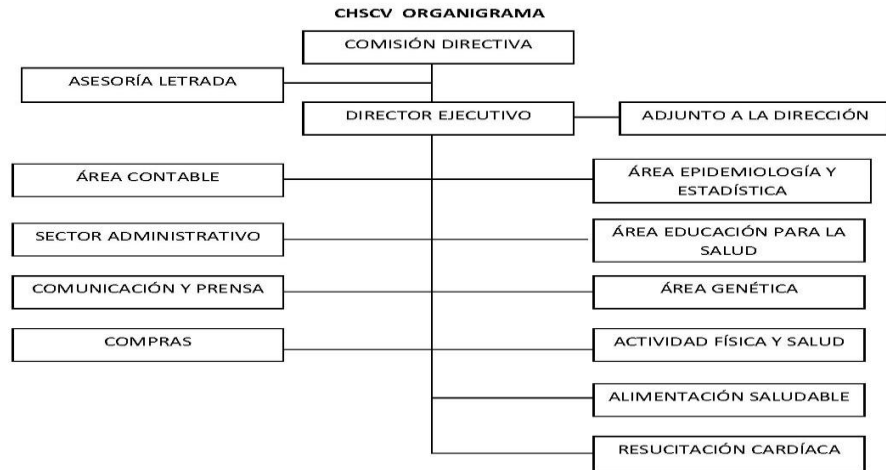 CHSCV ORGANIGRAMA
COMISIÓN DIRECTIVA
ASESORÍA LETRADA
DIRECTOR EJECUTIVO
ADJUNTO A LA DIRECCIÓN
ÁREA CONTABLE
ÁREA EPIDEMIOLOGÍA Y
ESTADÍSTICA
SECTOR ADMINISTRATIVO
ÁREA EDUCACIÓN PARA LA
SALUD
COMUNICACIÓN Y PRENSA
ÁREA GENÉTICA
COMPRAS
ACTIVIDAD FÍSICA Y SALUD
ALIMENTACIÓN SALUDABLE
RESUCITACIÓN CARDÍACA